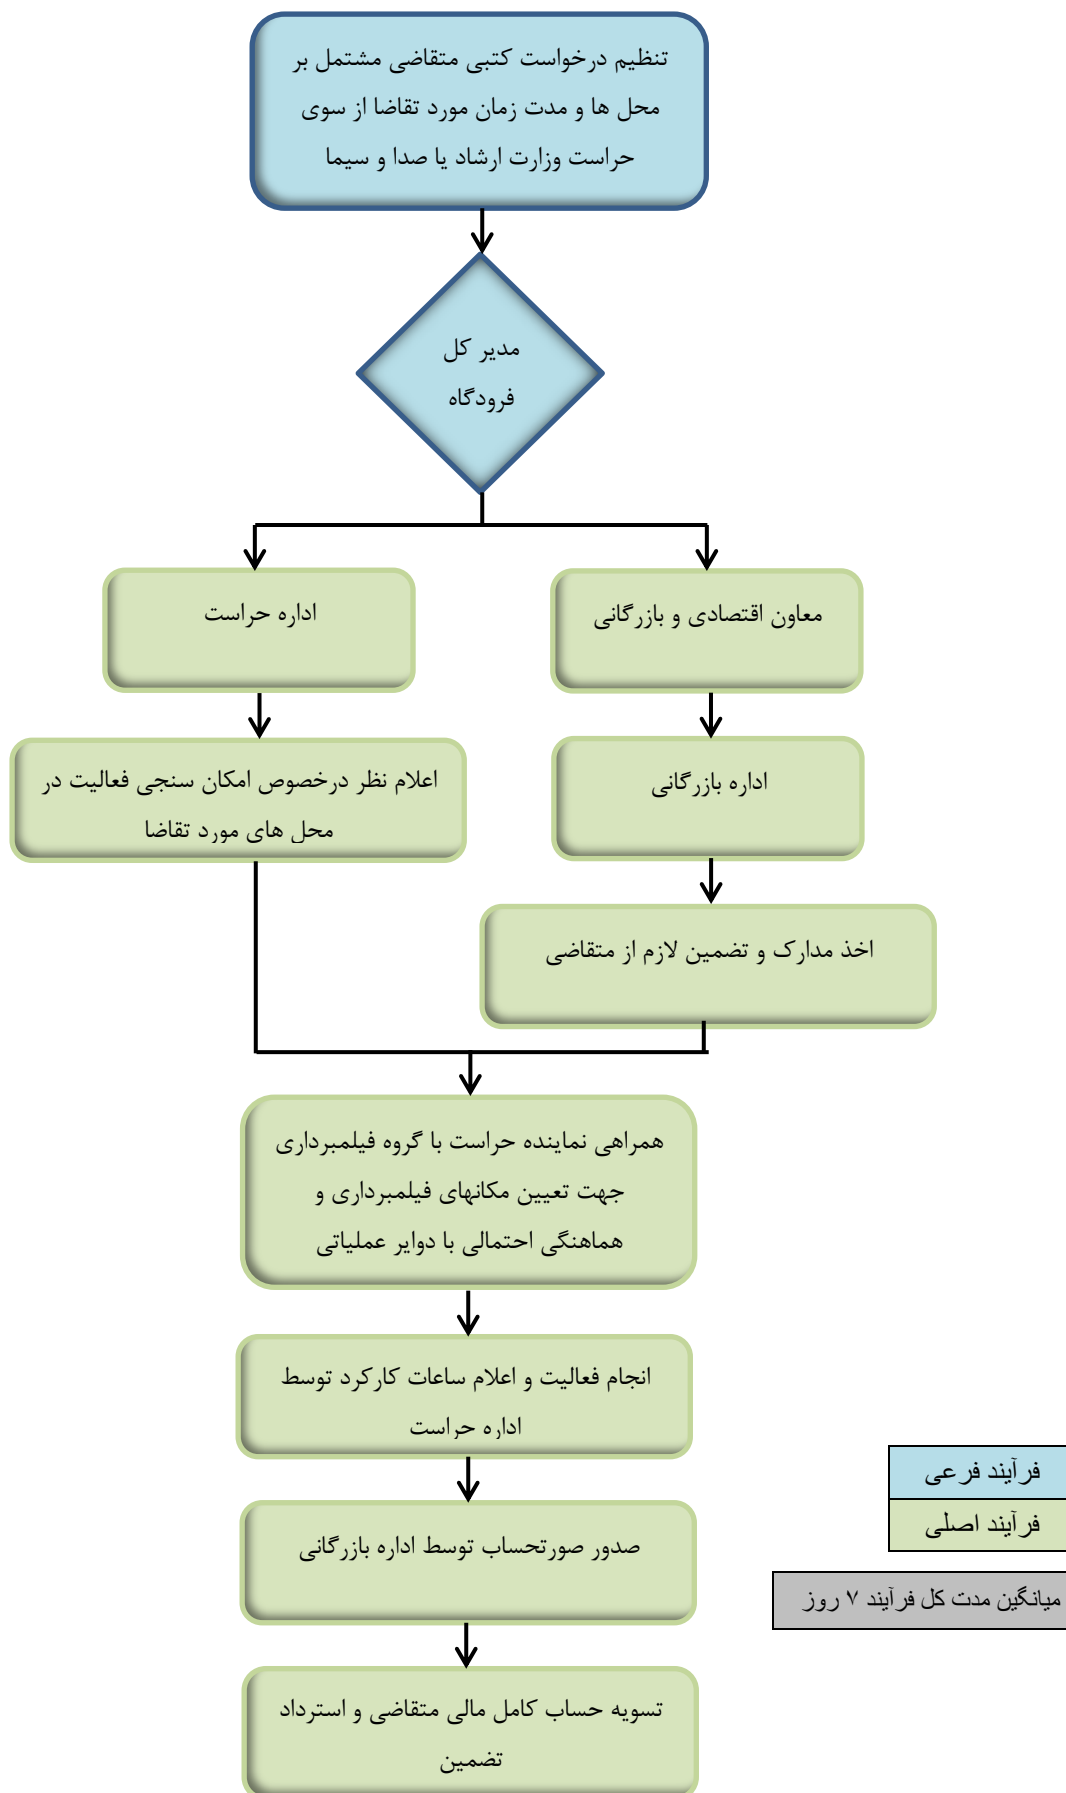 تنظیم درخواست کتبی متقاضی مشتمل بر
محل ها و مدت زمان مورد تقاضا از سوی
حراست وزارت ارشاد یا صدا و سیما
مدیر کل
فرودگاه
معاون اقتصادی و بازرگانی
اداره حراست
اداره بازرگانی
اعلام نظر درخصوص امکان سنجی فعالیت در
محل های مورد تقاضا
اخذ مدارک و تضمین لازم از متقاضی
همراهی نماینده حراست با گروه فیلمبرداری
جهت تعیین مکانهای فیلمبرداری و
هماهنگی احتمالی با دوایر عملیاتی
انجام فعالیت و اعلام ساعات کارکرد توسط
اداره حراست
صدور صورتحساب توسط اداره بازرگانی
تسویه حساب کامل مالی متقاضی و استرداد
تضمین
فرآیند فرعی
فرآیند اصلی
میانگین مدت کل فرآیند ۷ روز